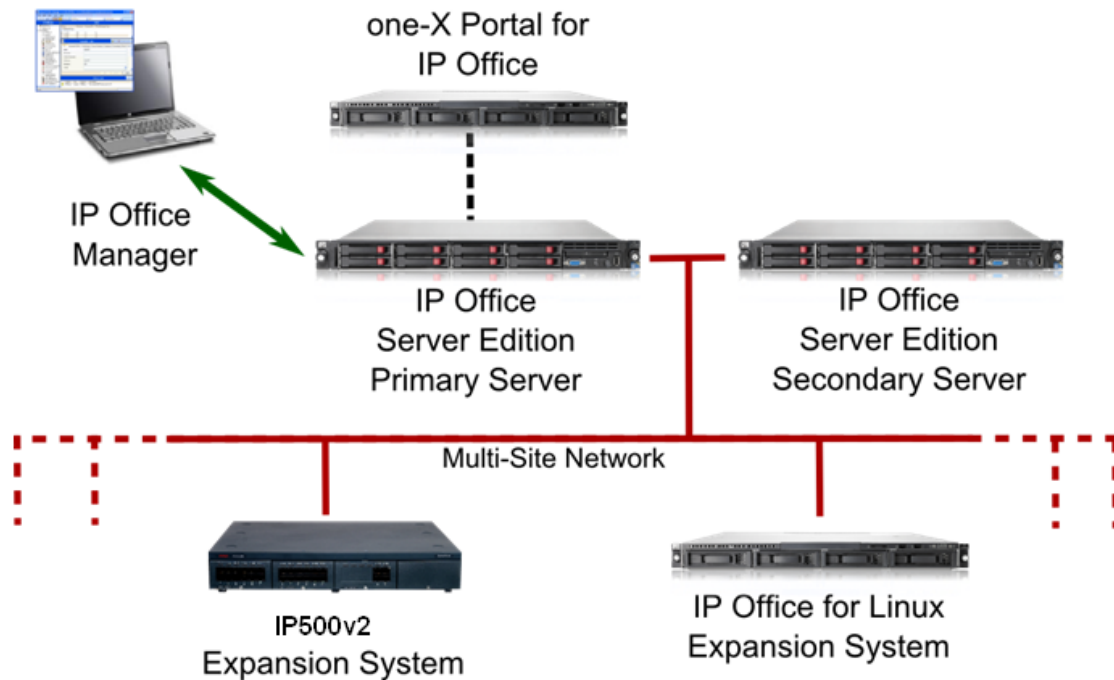 one-X Portal for
IP Office
IP Office
Manager
IP Office
Server Edition
Primary Server
IP Office
Server Edition
Secondary Server
Multi-Site Network
IP500v2
Expansion System
IP Office for Linux
Expansion System